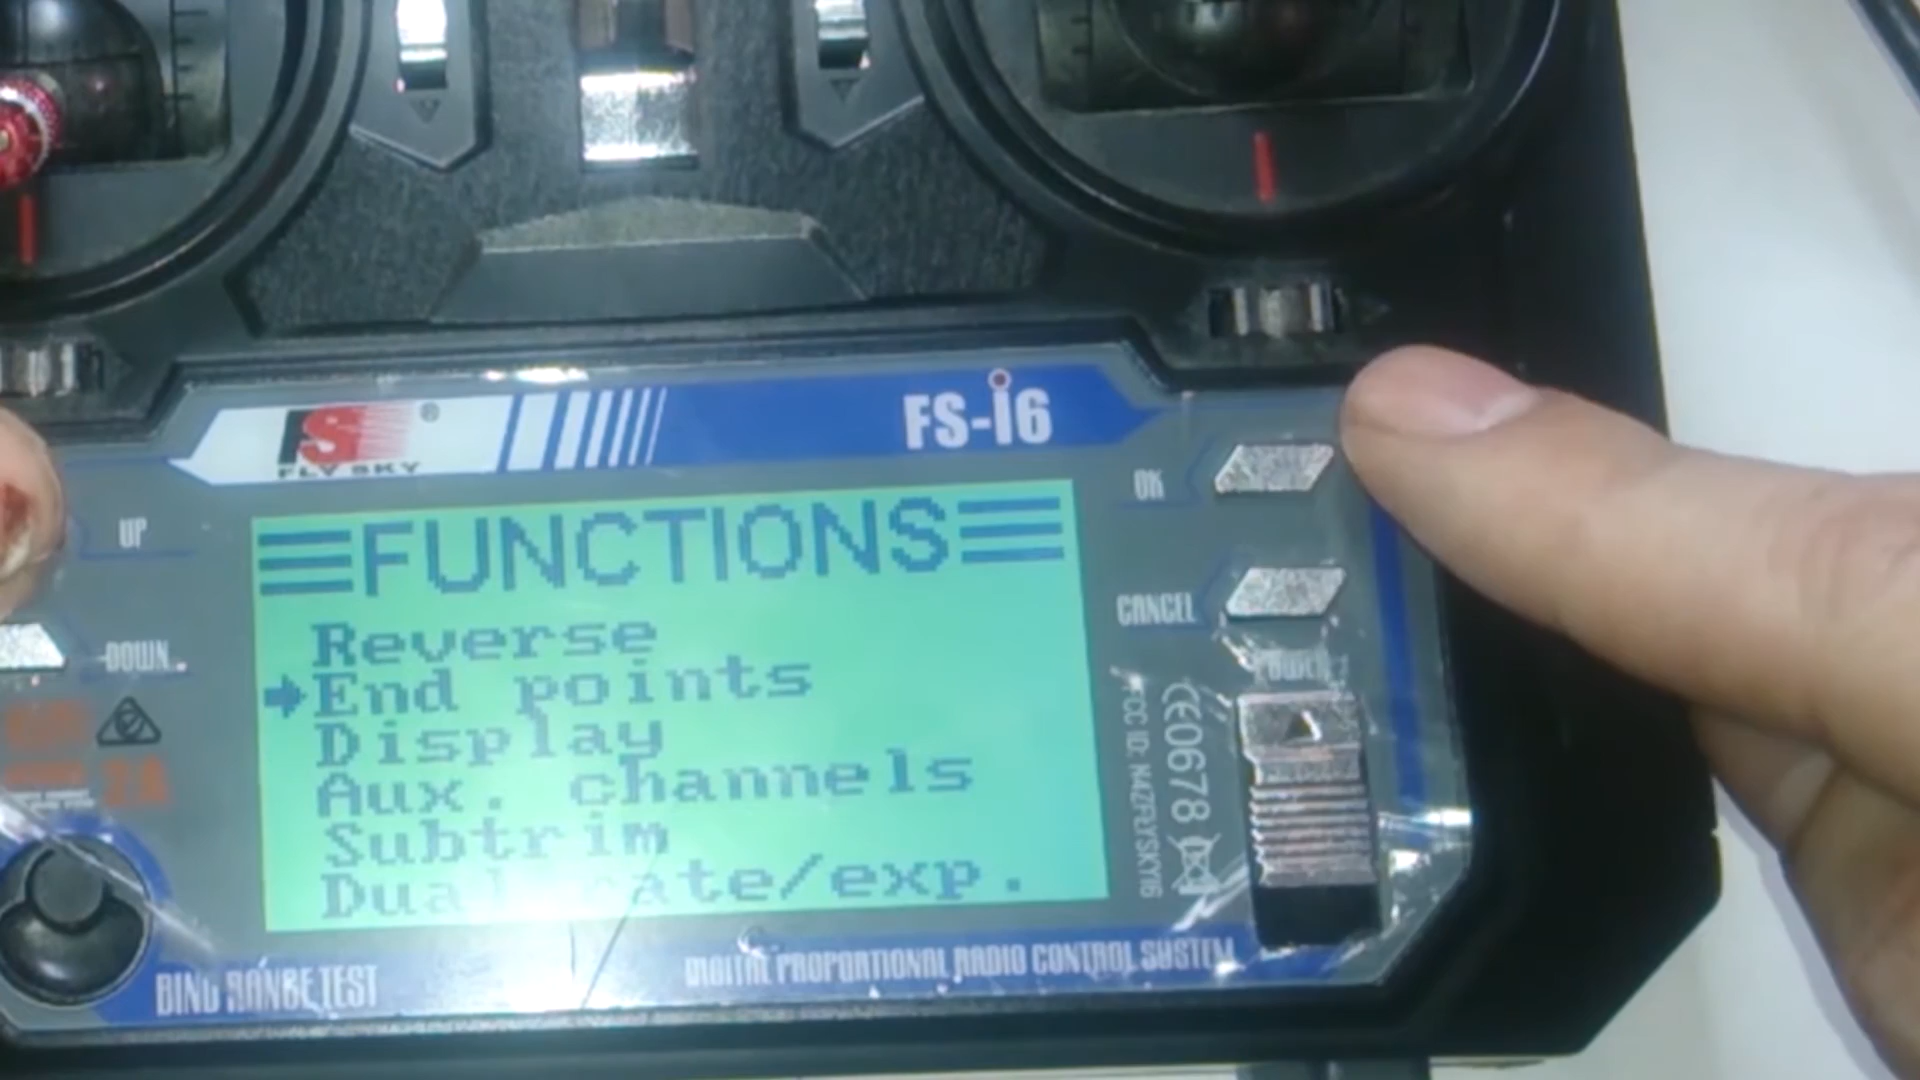 FS®
FLY SKY
FS-i6
UP
OK
FUNCTIONS
Reverse
End points
Display
Aux. channels
Subtrim
Dual rate/exp.
DOWN
CANCEL
POWER
CE0678
FCC ID: N4ZFLYSKYI6
BIND RANGE TEST
DIGITAL PROPORTIONAL RADIO CONTROL SYSTEM